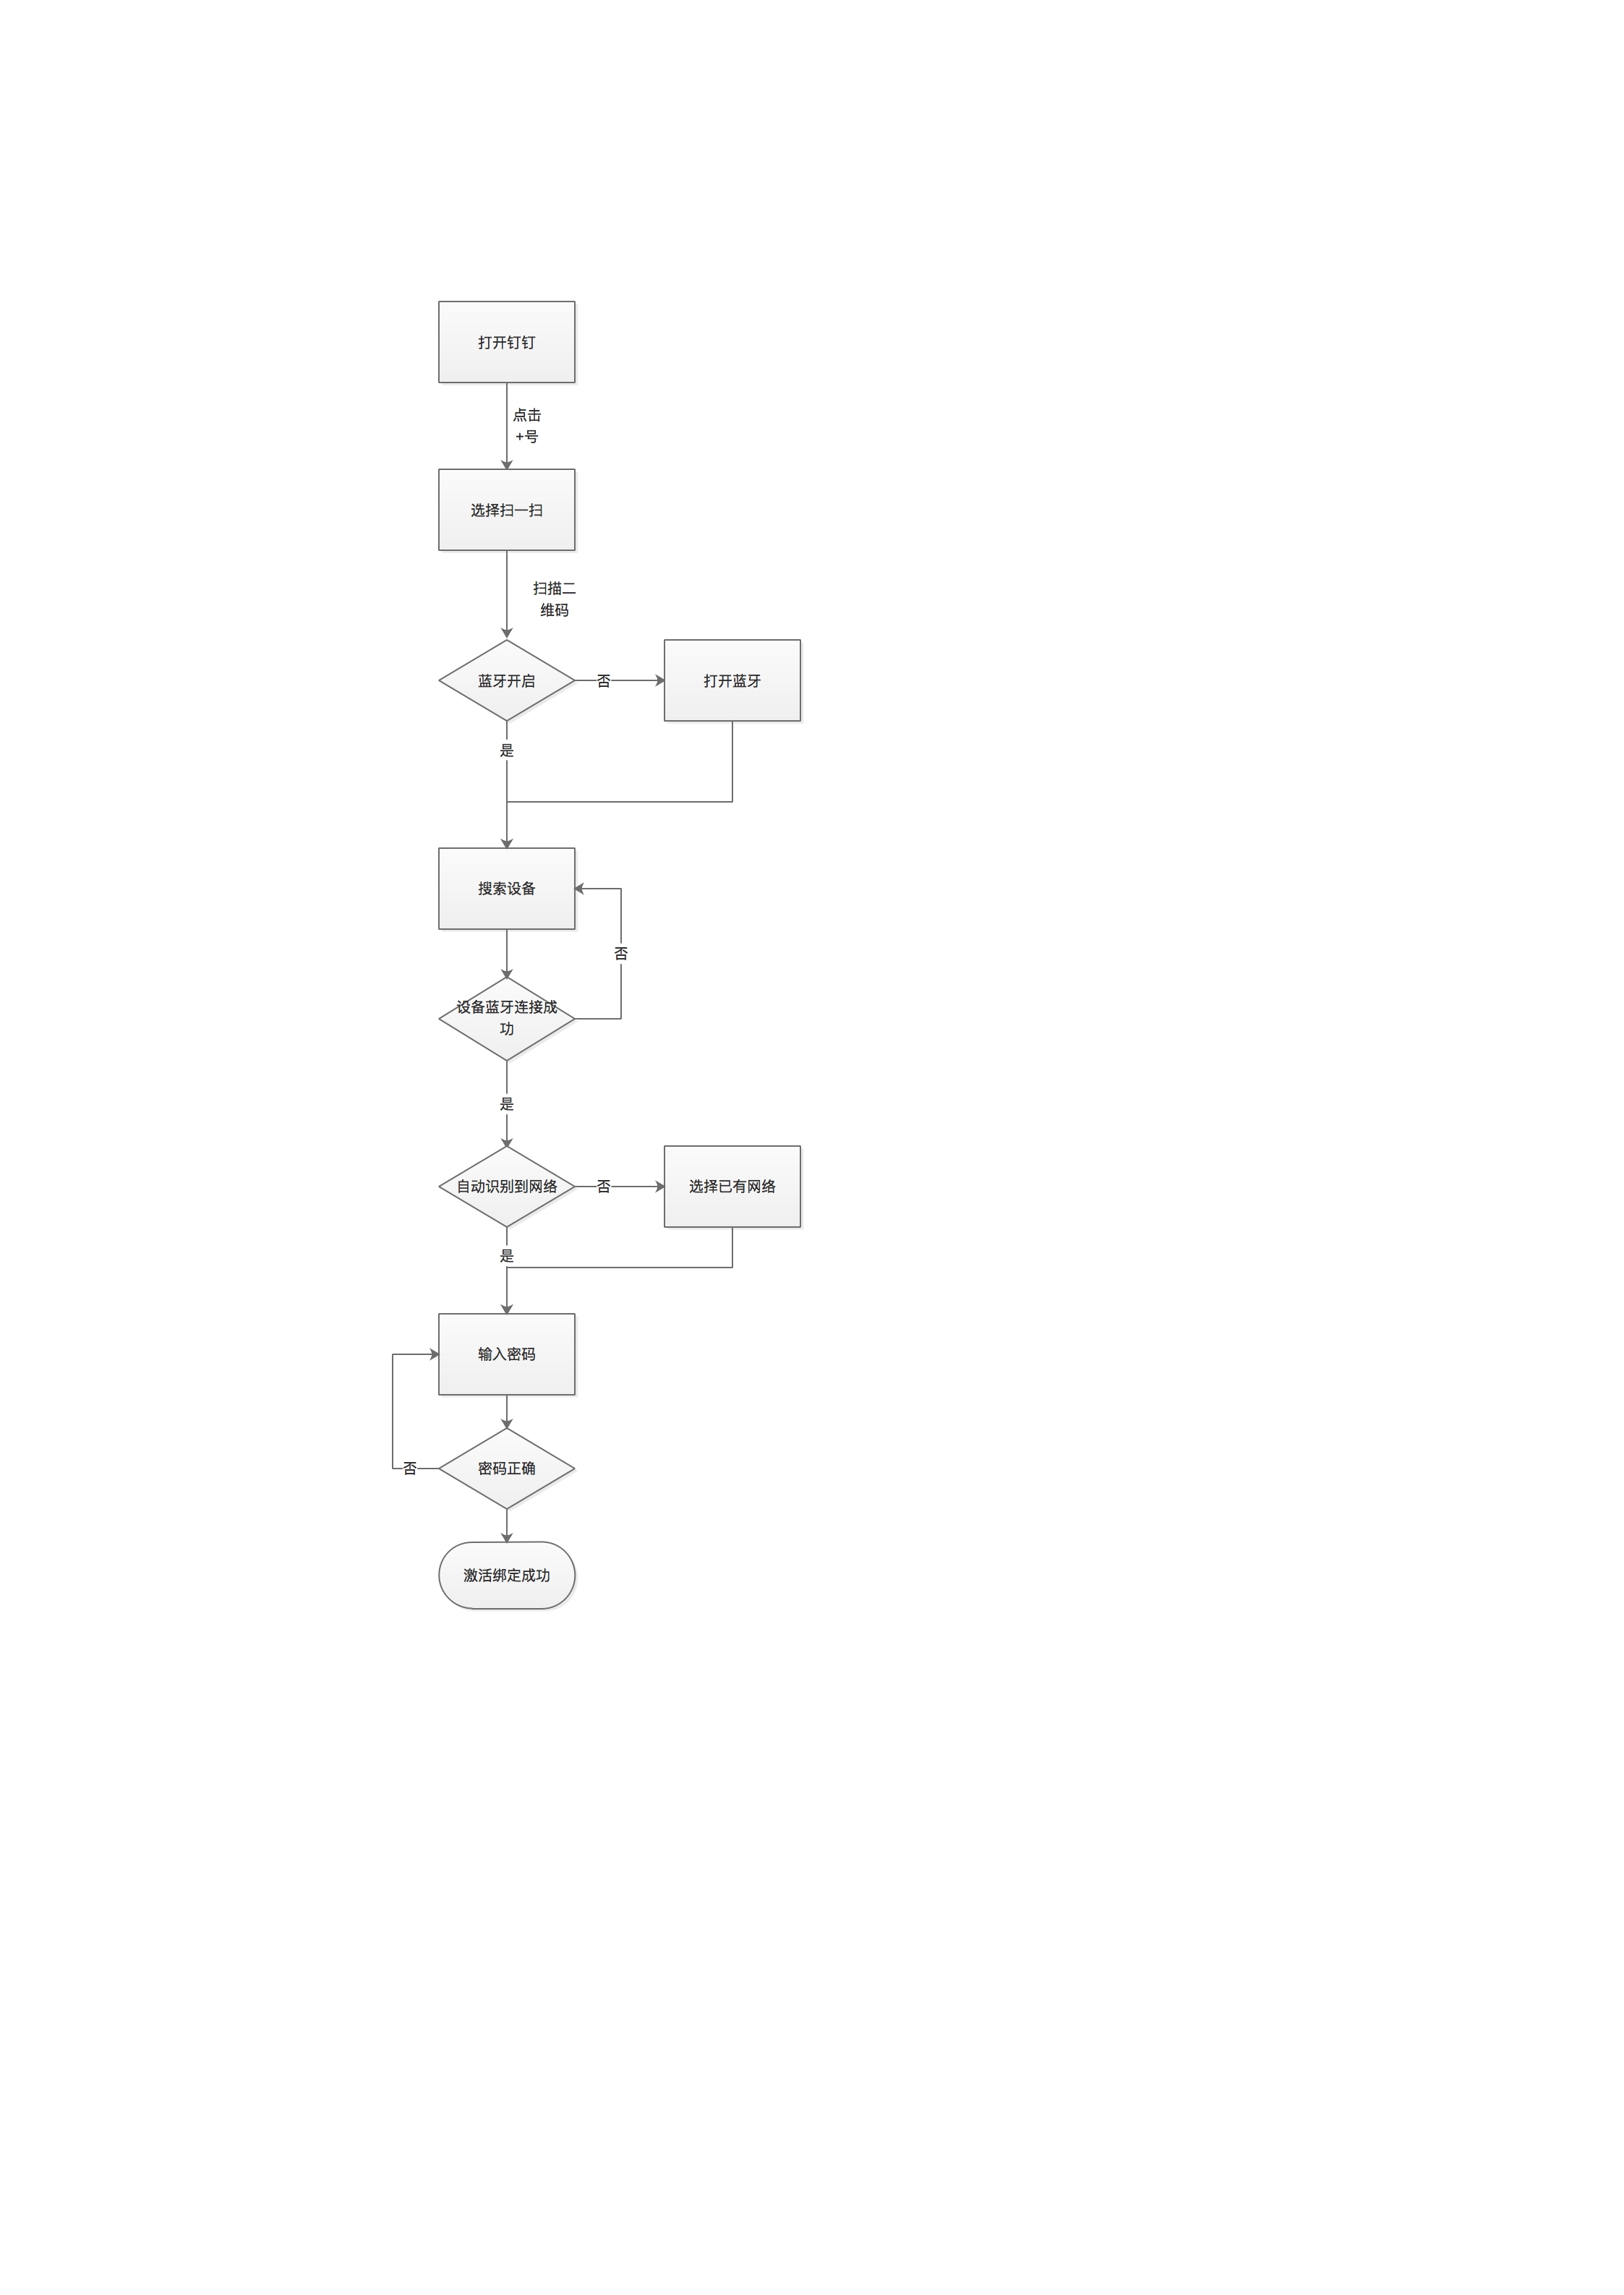 打开钉钉
点击
+号
选择扫一扫
扫描二
维码
蓝牙开启
否
打开蓝牙
是
搜索设备
否
设备蓝牙连接成
功
是
自动识别到网络
否
选择已有网络
是
输入密码
密码正确
否
激活绑定成功